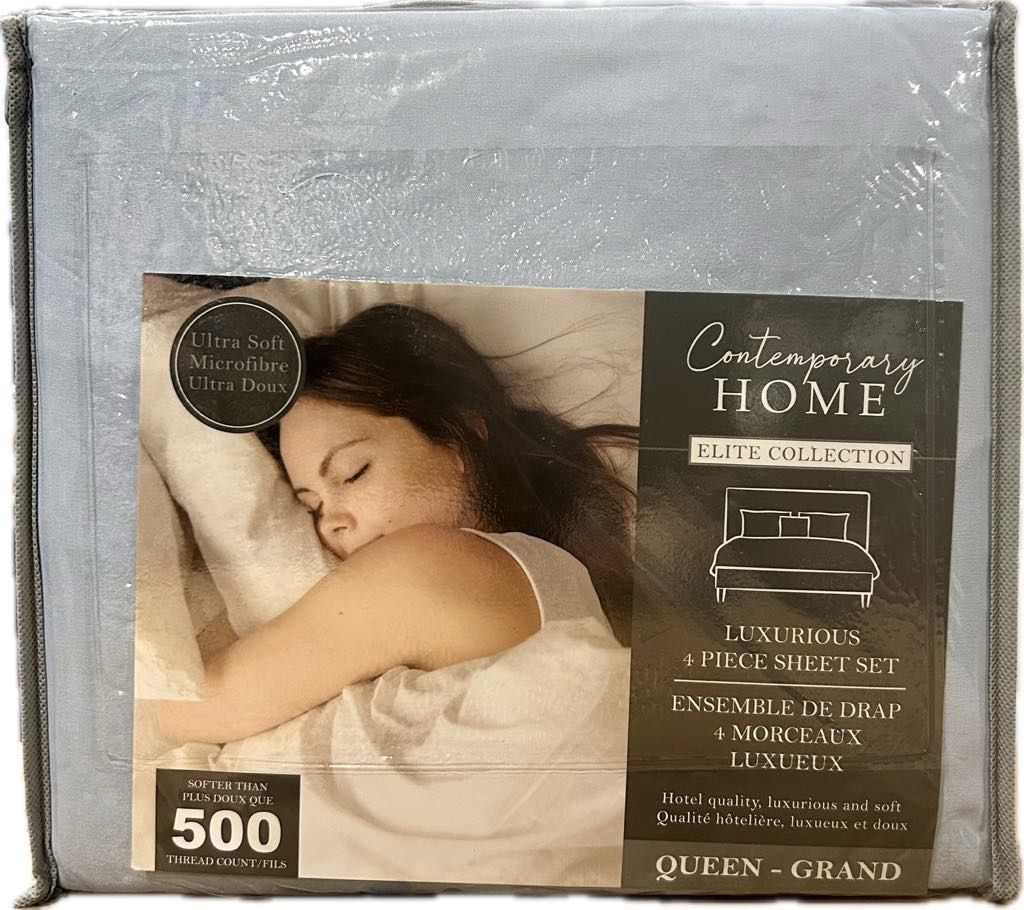 Ultra Soft
Microfibre
Ultra Doux
Contemporary
HOME
ELITE COLLECTION
LUXURIOUS
4 PIECE SHEET SET
ENSEMBLE DE DRAP
4 MORCEAUX
LUXUEUX
Hotel quality, luxurious and soft
Qualité hôtelière, luxueux et doux
QUEEN - GRAND
SOFTER THAN
PLUS DOUX QUE
500
THREAD COUNT/FILS